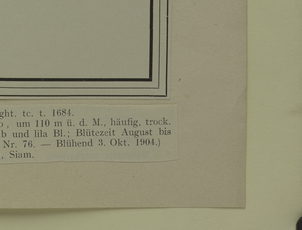 ght. tc. t. 1684.
um 110 m ü. d. M., häufig, trock.
b und lila Bl.; Blütezeit August bis
Nr. 76. — Blühend 3. Okt. 1904.)
, Siam.